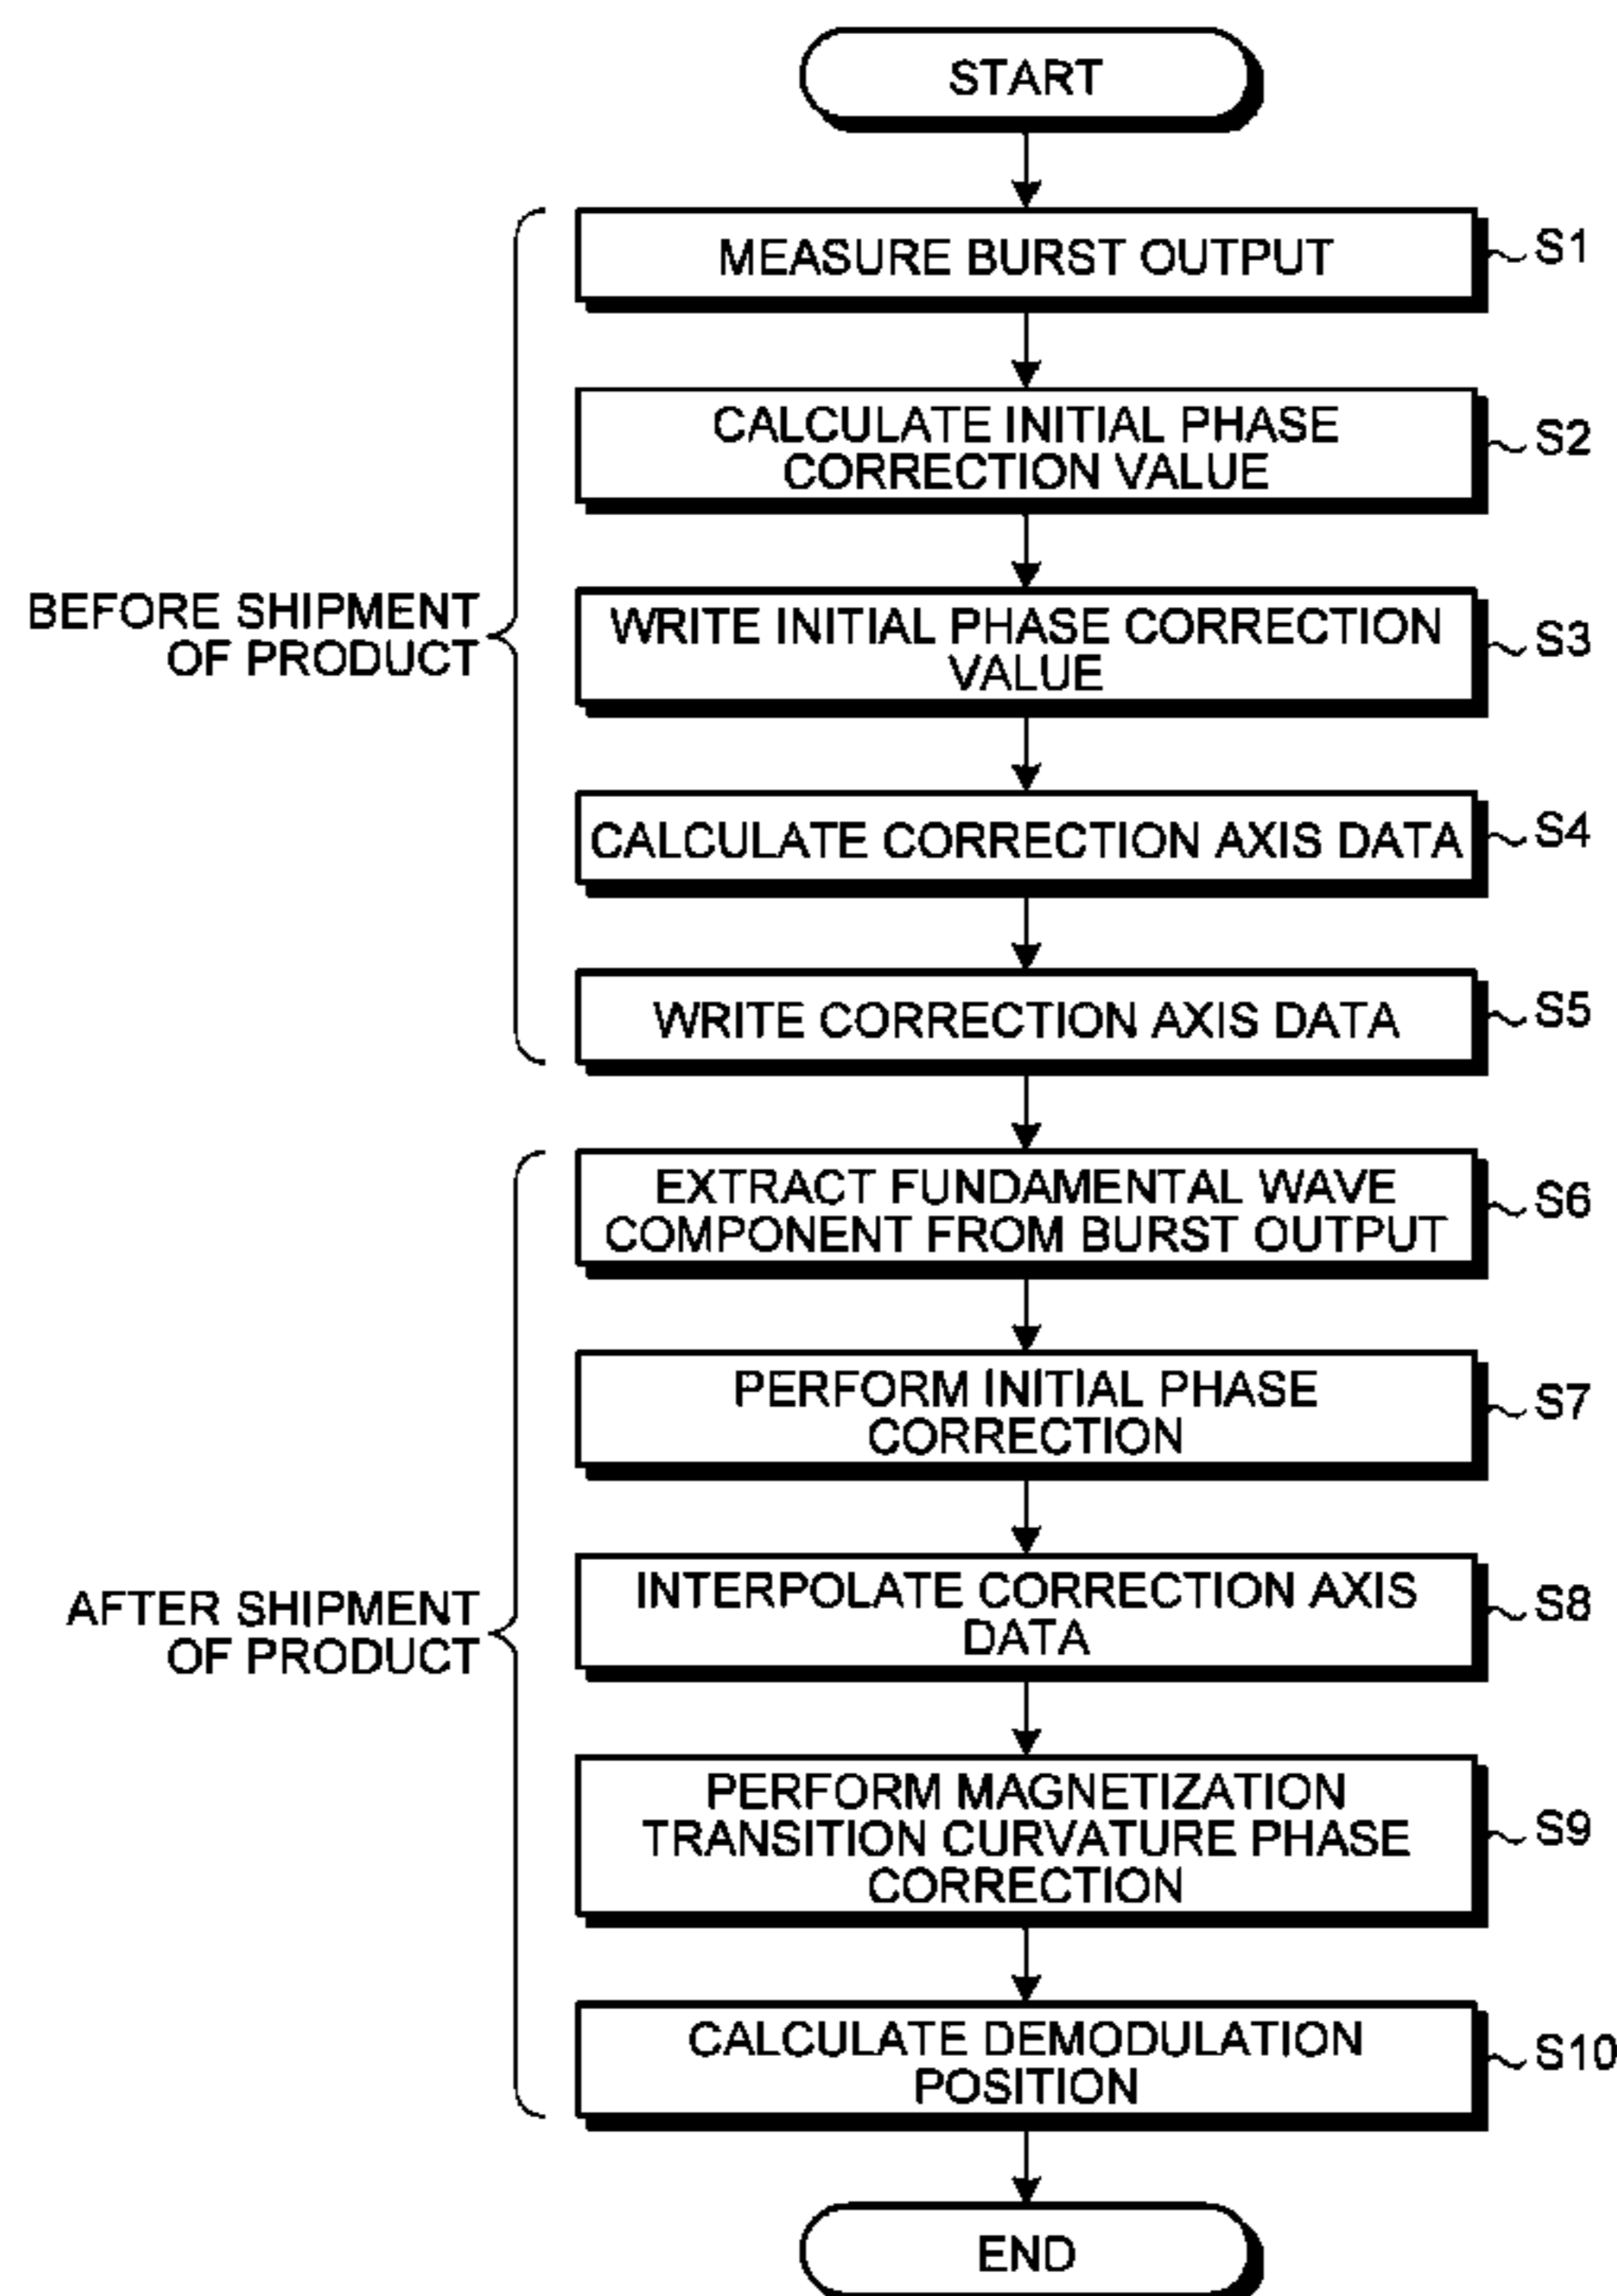 START
MEASURE BURST OUTPUT
S1
CALCULATE INITIAL PHASE
CORRECTION VALUE
S2
BEFORE SHIPMENT
OF PRODUCT
WRITE INITIAL PHASE CORRECTION
VALUE
S3
CALCULATE CORRECTION AXIS DATA
S4
WRITE CORRECTION AXIS DATA
S5
EXTRACT FUNDAMENTAL WAVE
COMPONENT FROM BURST OUTPUT
S6
PERFORM INITIAL PHASE
CORRECTION
S7
AFTER SHIPMENT
OF PRODUCT
INTERPOLATE CORRECTION AXIS
DATA
S8
PERFORM MAGNETIZATION
TRANSITION CURVATURE PHASE
CORRECTION
S9
CALCULATE DEMODULATION
POSITION
S10
END